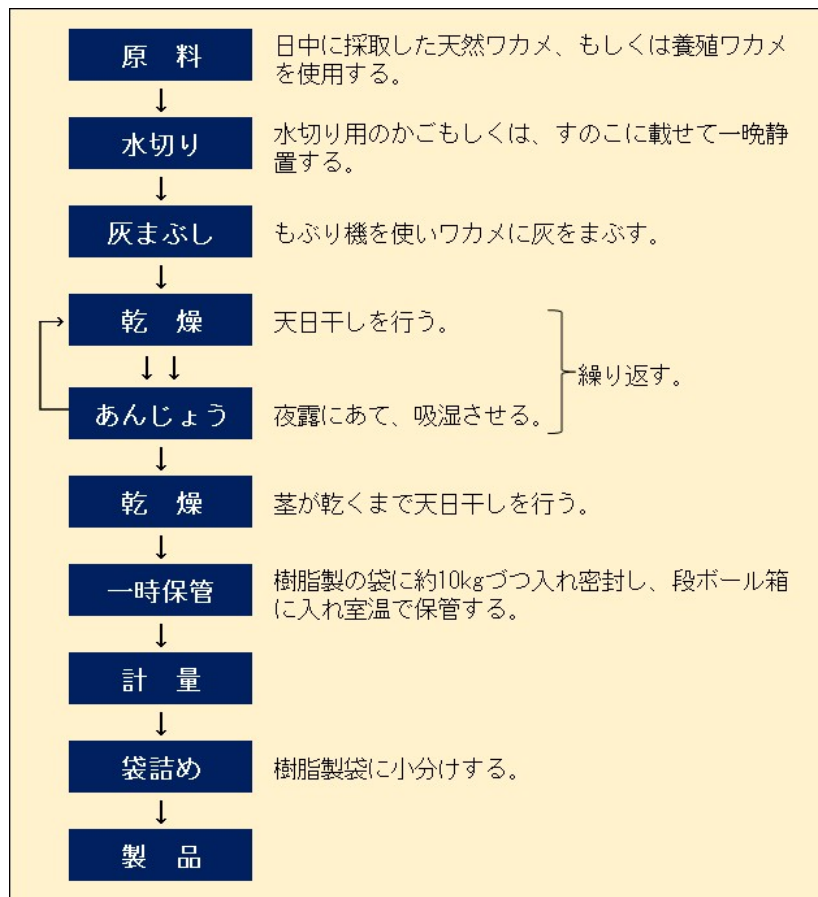 原　料
日中に採取した天然ワカメ、もしくは養殖ワカメ
を使用する。
水切り
水切り用のかごもしくは、すのこに載せて一晩静
置する。
灰まぶし
もぶり機を使いワカメに灰をまぶす。
乾　燥
天日干しを行う。
繰り返す。
あんじょう
夜露にあて、吸湿させる。
乾　燥
茎が乾くまで天日干しを行う。
一時保管
樹脂製の袋に約10kgづつ入れ密封し、段ボール箱
に入れ室温で保管する。
計　量
袋詰め
樹脂製袋に小分けする。
製　品